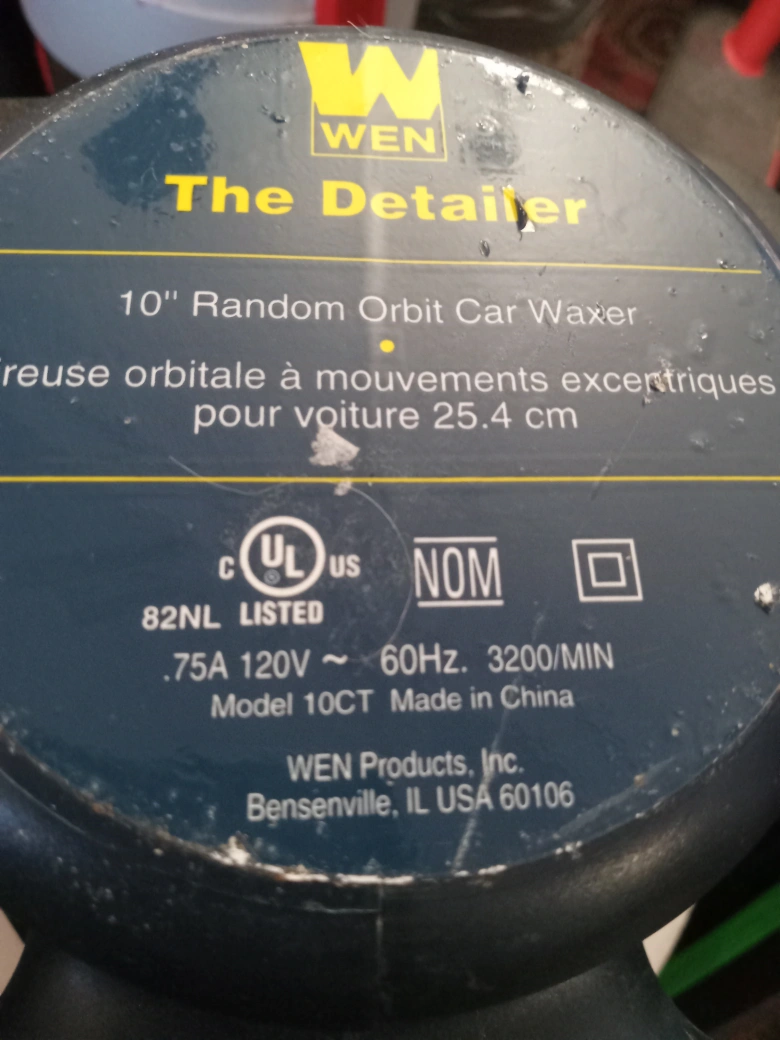 WEN
The Detailer
10" Random Orbit Car Waxer
reuse orbitale à mouvements excentriques
pour voiture 25.4 cm
C UL US NOM
82NL LISTED
.75A 120V ~ 60Hz. 3200/MIN
Model 10CT Made in China
WEN Products, Inc.
Bensenville, IL USA 60106